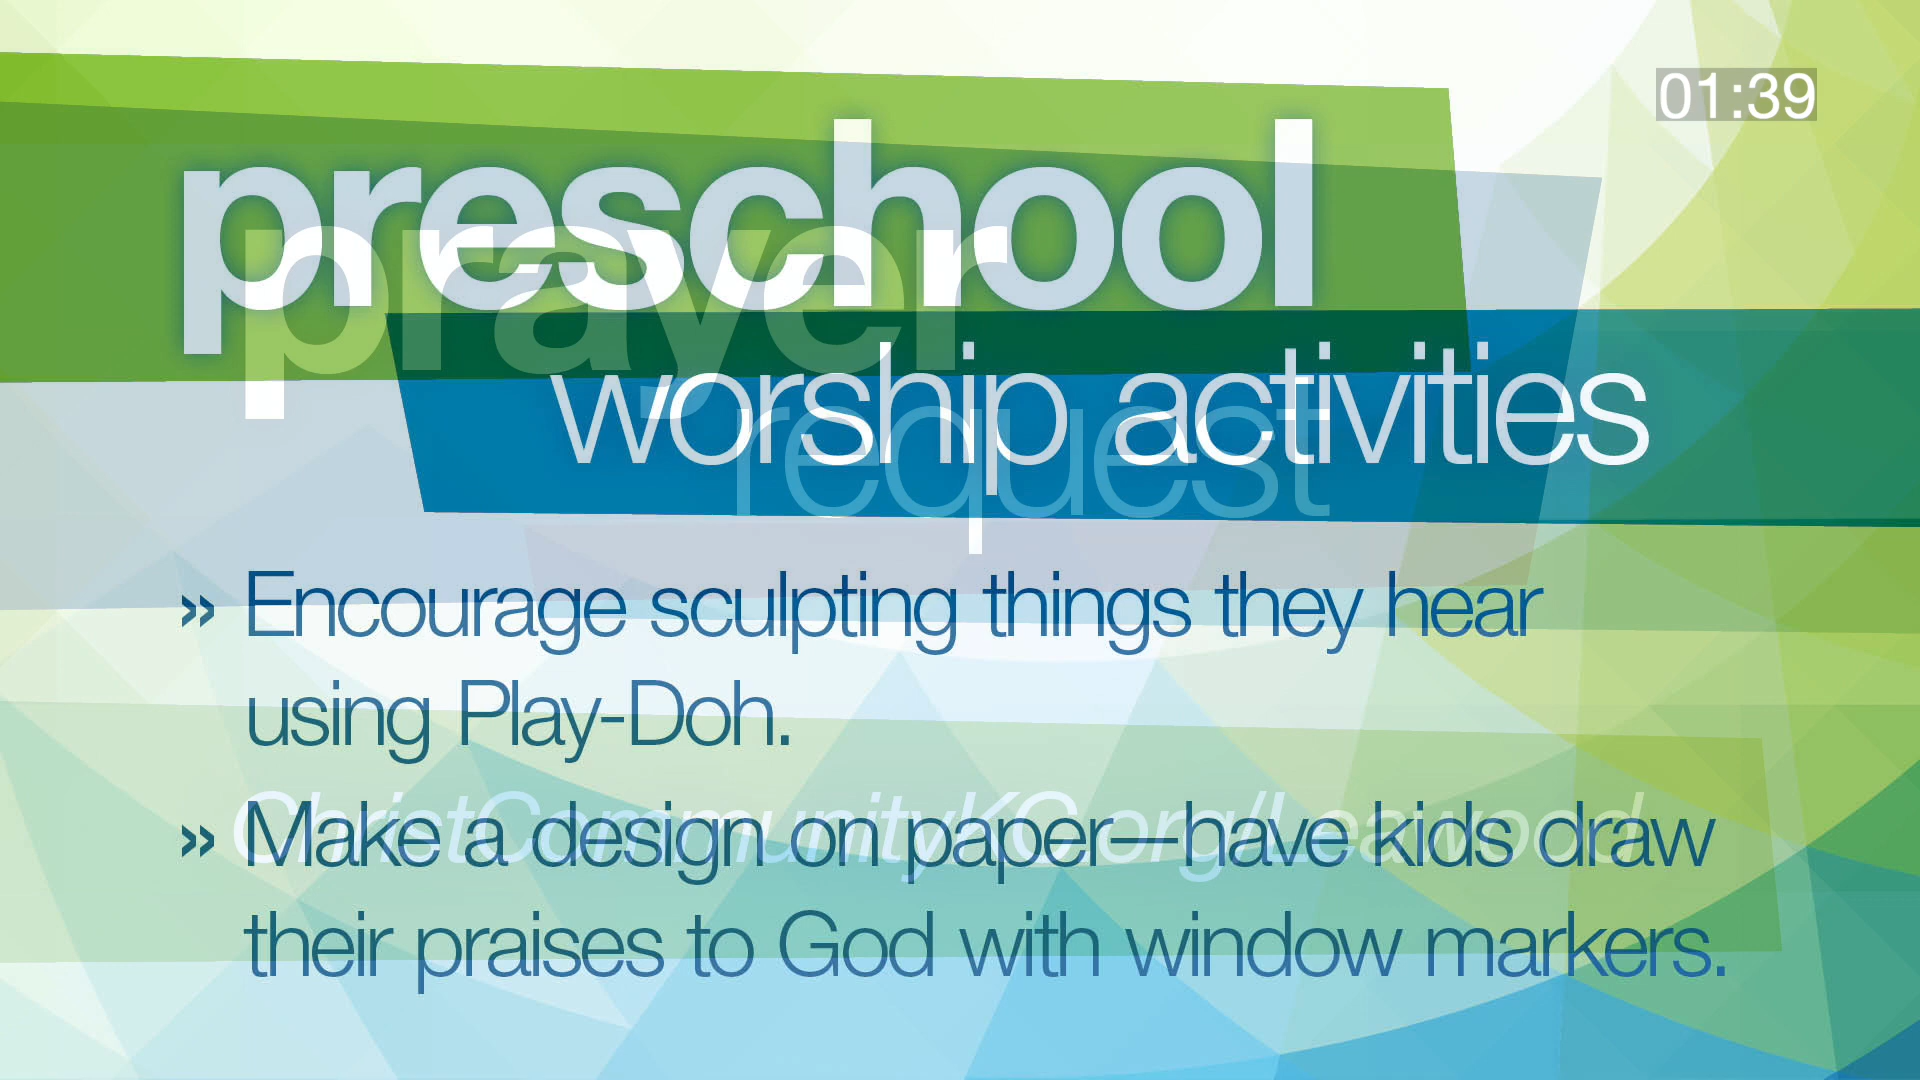 01:39
preschool
prayer
worship activities
request
» Encourage sculpting things they hear
using Play-Doh.
ChristCommunityKC.org/Leawood
» Make a design on paper—have kids draw
their praises to God with window markers.